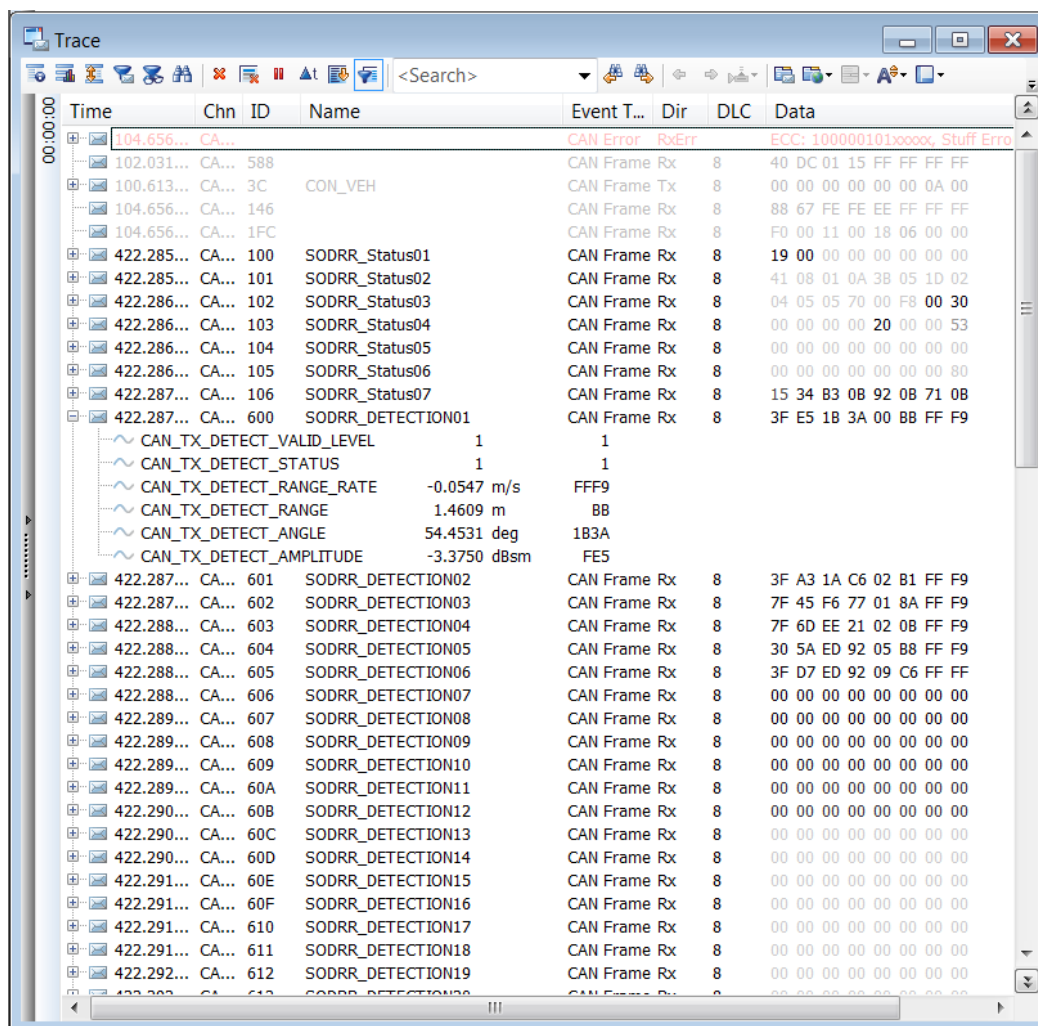 Trace
<Search>
00:00:00
Time Chn ID Name Event T... Dir DLC Data
104.656... CA... CAN Error RxErr ECC: 100000101xxxxx, Stuff Erro
102.031... CA... 588 CAN Frame Rx 8 40 DC 01 15 FF FF FF FF
100.613... CA... 3C CON_VEH CAN Frame Tx 8 00 00 00 00 00 00 0A 00
104.656... CA... 146 CAN Frame Rx 8 88 67 FE FE EE FF FF FF
104.656... CA... 1FC CAN Frame Rx 8 F0 00 11 00 18 06 00 00
422.285... CA... 100 SODRR_Status01 CAN Frame Rx 8 19 00 00 00 00 00 00 00
422.285... CA... 101 SODRR_Status02 CAN Frame Rx 8 41 08 01 0A 3B 05 1D 02
422.286... CA... 102 SODRR_Status03 CAN Frame Rx 8 04 05 05 70 00 F8 00 30
422.286... CA... 103 SODRR_Status04 CAN Frame Rx 8 00 00 00 00 20 00 00 53
422.286... CA... 104 SODRR_Status05 CAN Frame Rx 8 00 00 00 00 00 00 00 00
422.286... CA... 105 SODRR_Status06 CAN Frame Rx 8 00 00 00 00 00 00 00 80
422.287... CA... 106 SODRR_Status07 CAN Frame Rx 8 15 34 B3 0B 92 0B 71 0B
422.287... CA... 600 SODRR_DETECTION01 CAN Frame Rx 8 3F E5 1B 3A 00 BB FF F9
CAN_TX_DETECT_VALID_LEVEL 1 1
CAN_TX_DETECT_STATUS 1 1
CAN_TX_DETECT_RANGE_RATE -0.0547 m/s FFF9
CAN_TX_DETECT_RANGE 1.4609 m BB
CAN_TX_DETECT_ANGLE 54.4531 deg 1B3A
CAN_TX_DETECT_AMPLITUDE -3.3750 dBsm FE5
422.287... CA... 601 SODRR_DETECTION02 CAN Frame Rx 8 3F A3 1A C6 02 B1 FF F9
422.287... CA... 602 SODRR_DETECTION03 CAN Frame Rx 8 7F 45 F6 77 01 8A FF F9
422.288... CA... 603 SODRR_DETECTION04 CAN Frame Rx 8 7F 6D EE 21 02 0B FF F9
422.288... CA... 604 SODRR_DETECTION05 CAN Frame Rx 8 30 5A ED 92 05 B8 FF F9
422.288... CA... 605 SODRR_DETECTION06 CAN Frame Rx 8 3F D7 ED 92 09 C6 FF FF
422.288... CA... 606 SODRR_DETECTION07 CAN Frame Rx 8 00 00 00 00 00 00 00 00
422.289... CA... 607 SODRR_DETECTION08 CAN Frame Rx 8 00 00 00 00 00 00 00 00
422.289... CA... 608 SODRR_DETECTION09 CAN Frame Rx 8 00 00 00 00 00 00 00 00
422.289... CA... 609 SODRR_DETECTION10 CAN Frame Rx 8 00 00 00 00 00 00 00 00
422.289... CA... 60A SODRR_DETECTION11 CAN Frame Rx 8 00 00 00 00 00 00 00 00
422.290... CA... 60B SODRR_DETECTION12 CAN Frame Rx 8 00 00 00 00 00 00 00 00
422.290... CA... 60C SODRR_DETECTION13 CAN Frame Rx 8 00 00 00 00 00 00 00 00
422.290... CA... 60D SODRR_DETECTION14 CAN Frame Rx 8 00 00 00 00 00 00 00 00
422.291... CA... 60E SODRR_DETECTION15 CAN Frame Rx 8 00 00 00 00 00 00 00 00
422.291... CA... 60F SODRR_DETECTION16 CAN Frame Rx 8 00 00 00 00 00 00 00 00
422.291... CA... 610 SODRR_DETECTION17 CAN Frame Rx 8 00 00 00 00 00 00 00 00
422.291... CA... 611 SODRR_DETECTION18 CAN Frame Rx 8 00 00 00 00 00 00 00 00
422.292... CA... 612 SODRR_DETECTION19 CAN Frame Rx 8 00 00 00 00 00 00 00 00